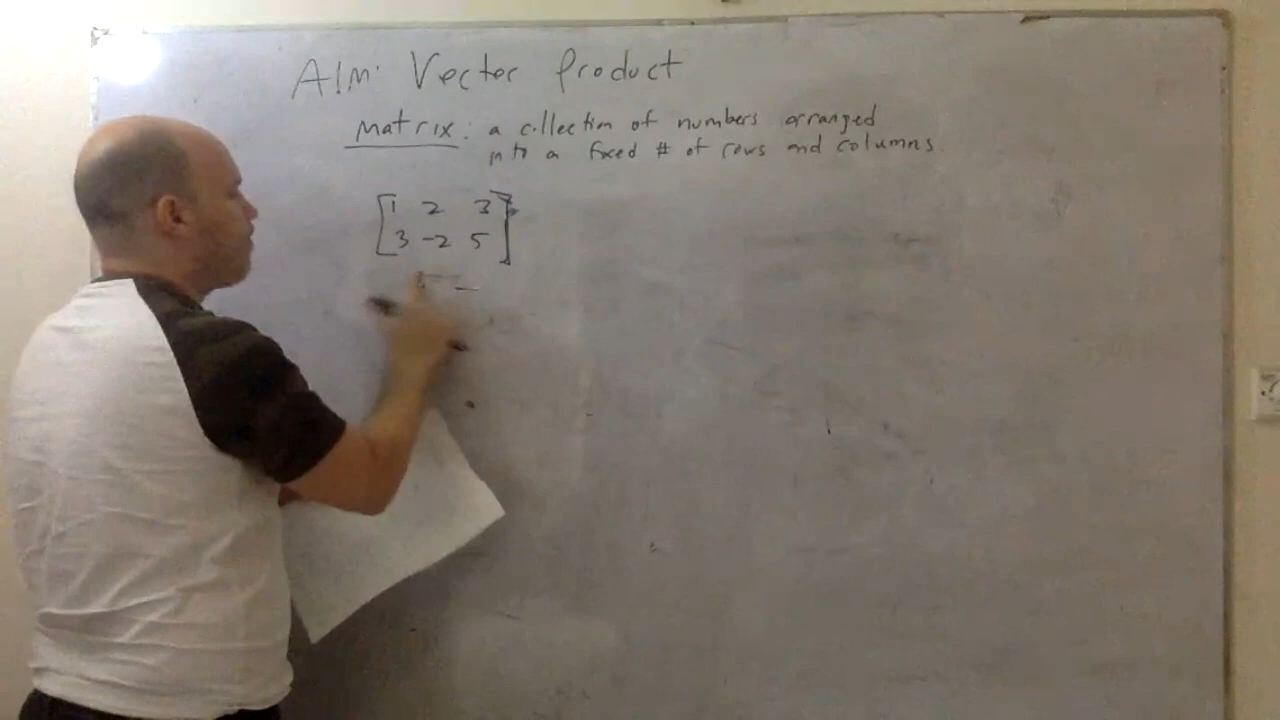 AIM: Vector Product
Matrix: a collection of numbers arranged
into a fixed # of rows and columns
1 2 3
3 -2 5